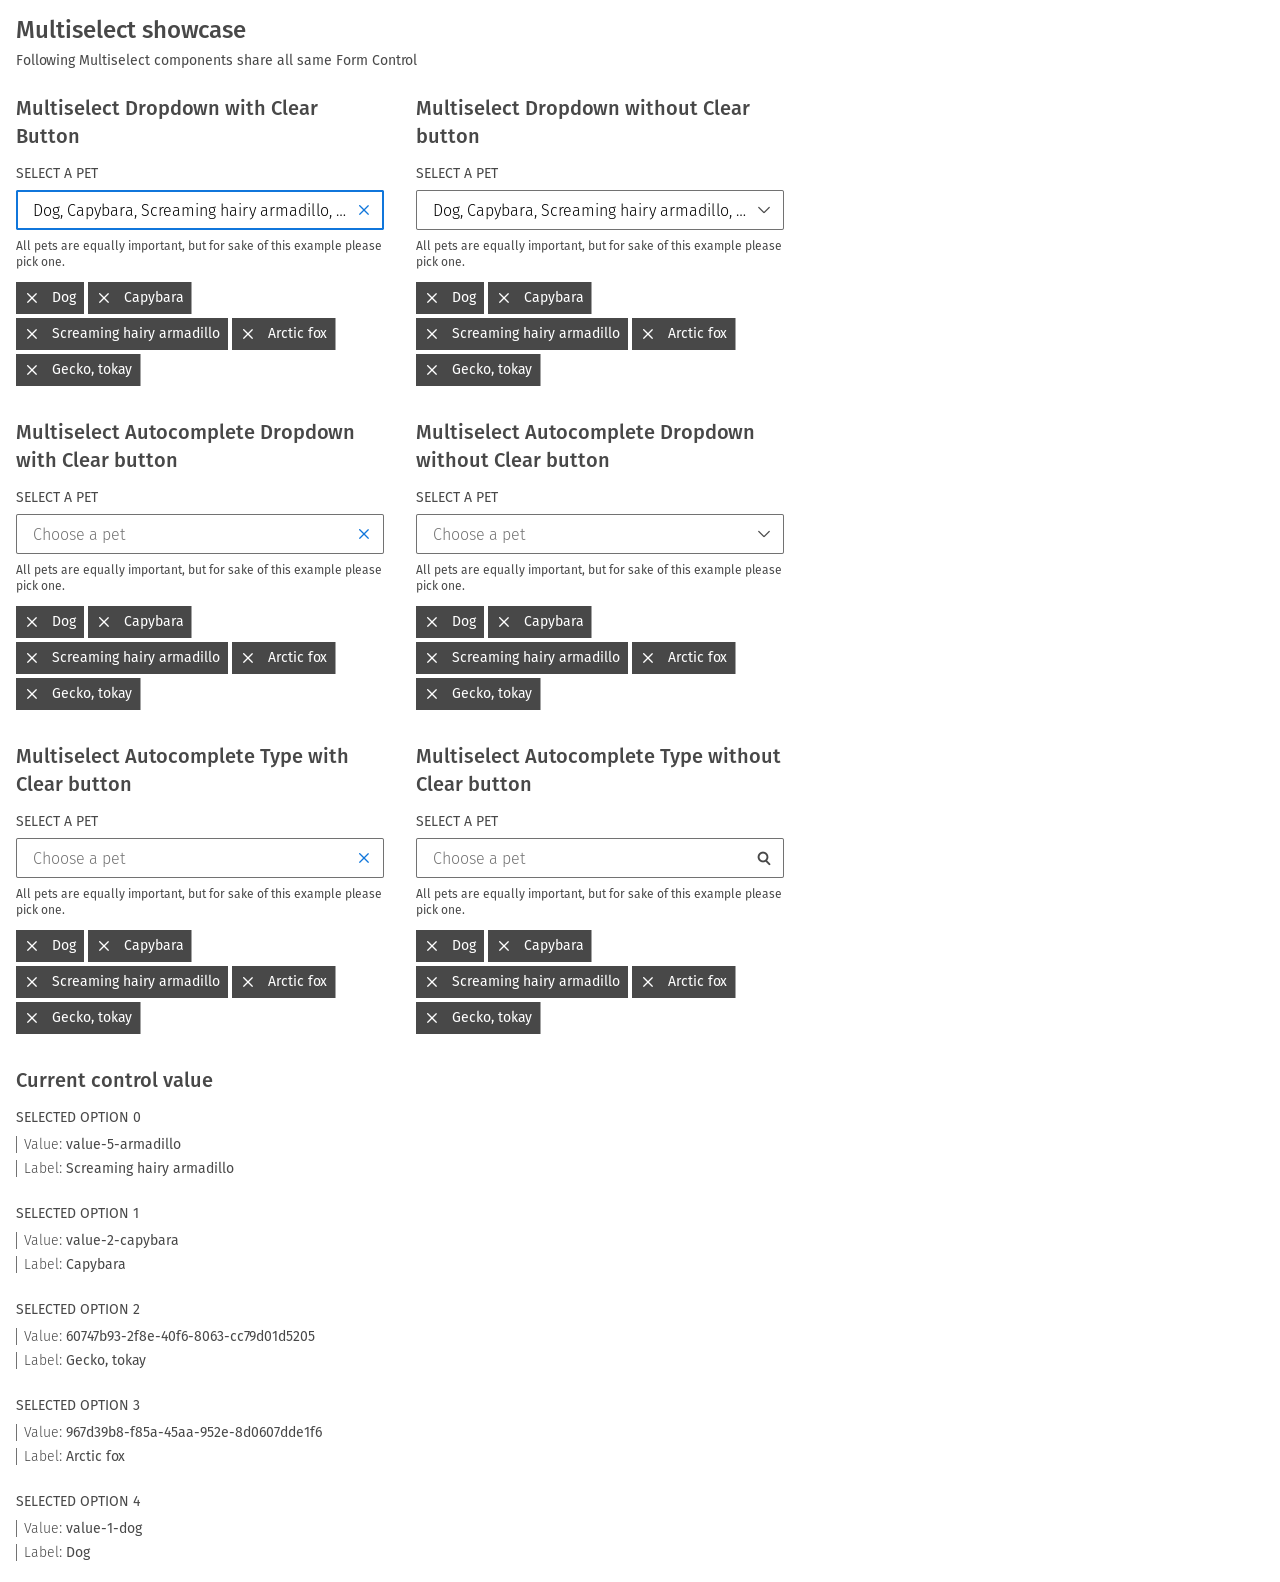 Multiselect showcase
Following Multiselect components share all same Form Control
Multiselect Dropdown with Clear
Button
SELECT A PET
Dog, Capybara, Screaming hairy armadillo, ...
All pets are equally important, but for sake of this example please
pick one.
Dog
Capybara
Screaming hairy armadillo
Arctic fox
Gecko, tokay
Multiselect Dropdown without Clear
button
SELECT A PET
Dog, Capybara, Screaming hairy armadillo, ...
All pets are equally important, but for sake of this example please
pick one.
Dog
Capybara
Screaming hairy armadillo
Arctic fox
Gecko, tokay
Multiselect Autocomplete Dropdown
with Clear button
SELECT A PET
Choose a pet
All pets are equally important, but for sake of this example please
pick one.
Dog
Capybara
Screaming hairy armadillo
Arctic fox
Gecko, tokay
Multiselect Autocomplete Dropdown
without Clear button
SELECT A PET
Choose a pet
All pets are equally important, but for sake of this example please
pick one.
Dog
Capybara
Screaming hairy armadillo
Arctic fox
Gecko, tokay
Multiselect Autocomplete Type with
Clear button
SELECT A PET
Choose a pet
All pets are equally important, but for sake of this example please
pick one.
Dog
Capybara
Screaming hairy armadillo
Arctic fox
Gecko, tokay
Multiselect Autocomplete Type without
Clear button
SELECT A PET
Choose a pet
All pets are equally important, but for sake of this example please
pick one.
Dog
Capybara
Screaming hairy armadillo
Arctic fox
Gecko, tokay
Current control value
SELECTED OPTION 0
Value: value-5-armadillo
Label: Screaming hairy armadillo
SELECTED OPTION 1
Value: value-2-capybara
Label: Capybara
SELECTED OPTION 2
Value: 60747b93-2f8e-40f6-8063-cc79d01d5205
Label: Gecko, tokay
SELECTED OPTION 3
Value: 967d39b8-f85a-45aa-952e-8d0607dde1f6
Label: Arctic fox
SELECTED OPTION 4
Value: value-1-dog
Label: Dog